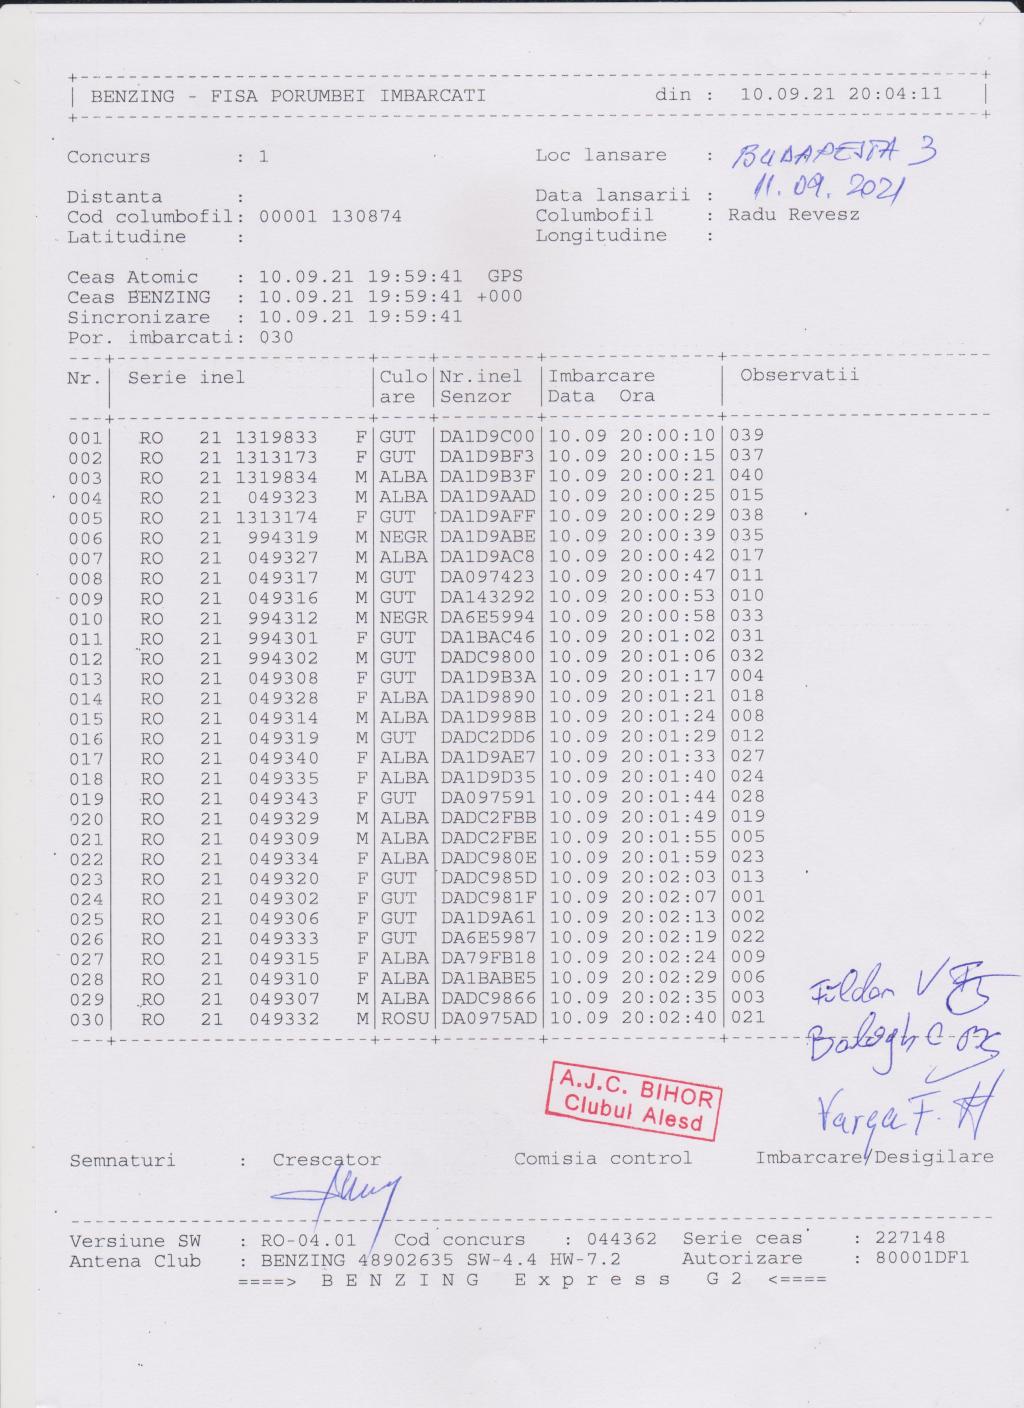 BENZING - FISA PORUMBEI IMBARCATI din : 10.09.21 20:04:11
Concurs : 1 Loc lansare : BUDAPESTA 3
Distanta : Data lansarii : 11.09.2021
Cod columbofil: 00001 130874 Columbofil : Radu Revesz
Latitudine : Longitudine :
Ceas Atomic : 10.09.21 19:59:41 GPS
Ceas BENZING : 10.09.21 19:59:41 +000
Sincronizare : 10.09.21 19:59:41
Por. imbarcati: 030
Nr. Serie inel Culo Nr.inel Imbarcare Observatii
are Senzor Data Ora
001 RO 21 1319833 F GUT DA1D9C00 10.09 20:00:10 039
002 RO 21 1313173 F GUT DA1D9BF3 10.09 20:00:15 037
003 RO 21 1319834 M ALBA DA1D9B3F 10.09 20:00:21 040
004 RO 21 049323 M ALBA DA1D9AAD 10.09 20:00:25 015
005 RO 21 1313174 F GUT DA1D9AFF 10.09 20:00:29 038
006 RO 21 994319 M NEGR DA1D9ABE 10.09 20:00:39 035
007 RO 21 049327 M ALBA DA1D9AC8 10.09 20:00:42 017
008 RO 21 049317 M GUT DA097423 10.09 20:00:47 011
009 RO 21 049316 M GUT DA143292 10.09 20:00:53 010
010 RO 21 994312 M NEGR DA6E5994 10.09 20:00:58 033
011 RO 21 994301 F GUT DA1BAC46 10.09 20:01:02 031
012 RO 21 994302 M GUT DADC9800 10.09 20:01:06 032
013 RO 21 049308 F GUT DA1D9B3A 10.09 20:01:17 004
014 RO 21 049328 F ALBA DA1D9890 10.09 20:01:21 018
015 RO 21 049314 M ALBA DA1D998B 10.09 20:01:24 008
016 RO 21 049319 M GUT DADC2DD6 10.09 20:01:29 012
017 RO 21 049340 F ALBA DA1D9AE7 10.09 20:01:33 027
018 RO 21 049335 F ALBA DA1D9D35 10.09 20:01:40 024
019 RO 21 049343 F GUT DA097591 10.09 20:01:44 028
020 RO 21 049329 M ALBA DADC2FBB 10.09 20:01:49 019
021 RO 21 049309 M ALBA DADC2FBE 10.09 20:01:55 005
022 RO 21 049334 F ALBA DADC980E 10.09 20:01:59 023
023 RO 21 049320 F GUT DADC985D 10.09 20:02:03 013
024 RO 21 049302 F GUT DADC981F 10.09 20:02:07 001
025 RO 21 049306 F GUT DA1D9A61 10.09 20:02:13 002
026 RO 21 049333 F GUT DA6E5987 10.09 20:02:19 022
027 RO 21 049315 F ALBA DA79FB18 10.09 20:02:24 009
028 RO 21 049310 F ALBA DA1BABE5 10.09 20:02:29 006
029 RO 21 049307 M ALBA DADC9866 10.09 20:02:35 003
030 RO 21 049332 M ROSU DA0975AD 10.09 20:02:40 021
V
Balogh C
A.J.C. BIHOR
Clubul Alesd
Varga F.
Semnaturi : Crescator Comisia control Imbarcare/Desigilare
Versiune SW : RO-04.01 Cod concurs : 044362 Serie ceas : 227148
Antena Club : BENZING 48902635 SW-4.4 HW-7.2 Autorizare : 80001DF1
====> B E N Z I N G E x p r e s s G 2 <====